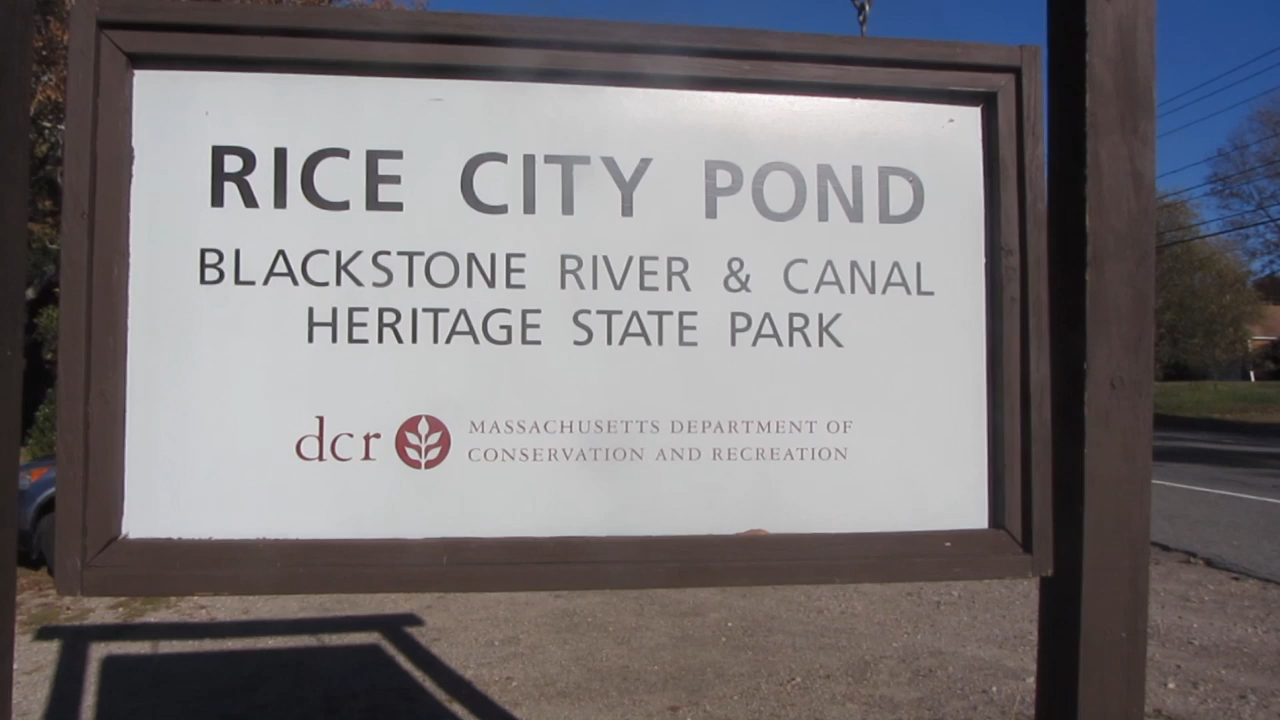 RICE CITY POND
BLACKSTONE RIVER & CANAL
HERITAGE STATE PARK
dcr MASSACHUSETTS DEPARTMENT OF
CONSERVATION AND RECREATION